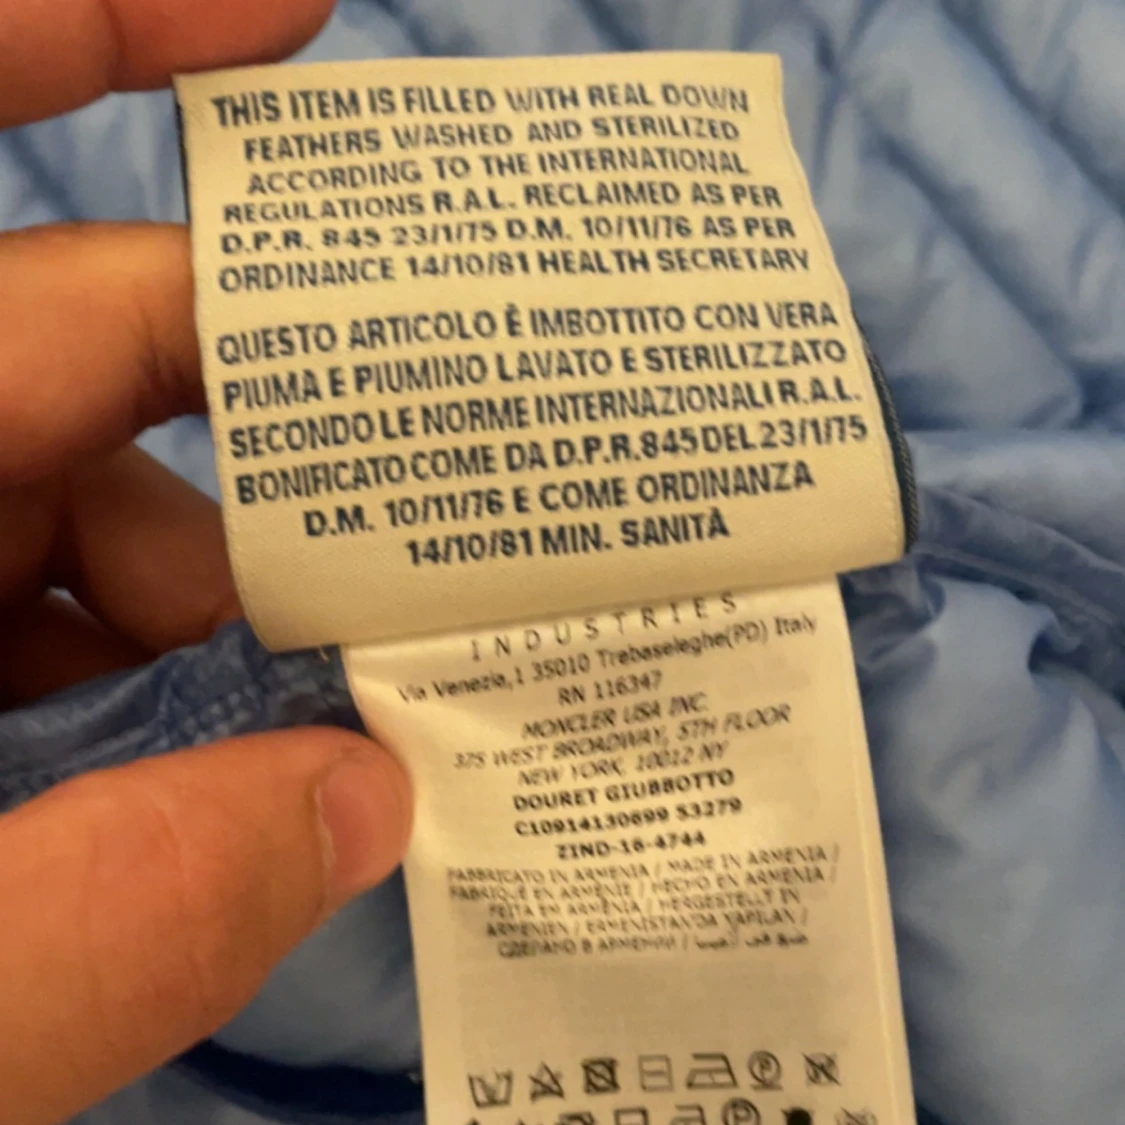 THIS ITEM IS FILLED WITH REAL DOWN
FEATHERS WASHED AND STERILIZED
ACCORDING TO THE INTERNATIONAL
REGULATIONS R.A.L. RECLAIMED AS PER
D.P.R. 845 23/1/75 D.M. 10/11/76 AS PER
ORDINANCE 14/10/81 HEALTH SECRETARY
QUESTO ARTICOLO È IMBOTTITO CON VERA
PIUMA E PIUMINO LAVATO E STERILIZZATO
SECONDO LE NORME INTERNAZIONALI R.A.L.
BONIFICATO COME DA D.P.R. 845 DEL 23/1/75
D.M. 10/11/76 E COME ORDINANZA
14/10/81 MIN. SANITÀ
INDUSTRIES
Via Venezia,1 35010 Trebaseleghe(PD) Italy
RN 116347
MONCLER USA INC.
375 WEST BROADWAY, 5TH FLOOR
NEW YORK, 10012 NY
DOURET GIUBBOTTO
C10914130699 53279
ZIND-16-4744
FABBRICATO IN ARMENIA / MADE IN ARMENIA /
FABRIQUÉ EN ARMÉNIE / HECHO EN ARMENIA /
FEITA EM ARMÊNIA / HERGESTELLT IN
ARMENIEN / ERMENISTAN'DA YAPILAN /
СДЕЛАНО В АРМЕНИИ /